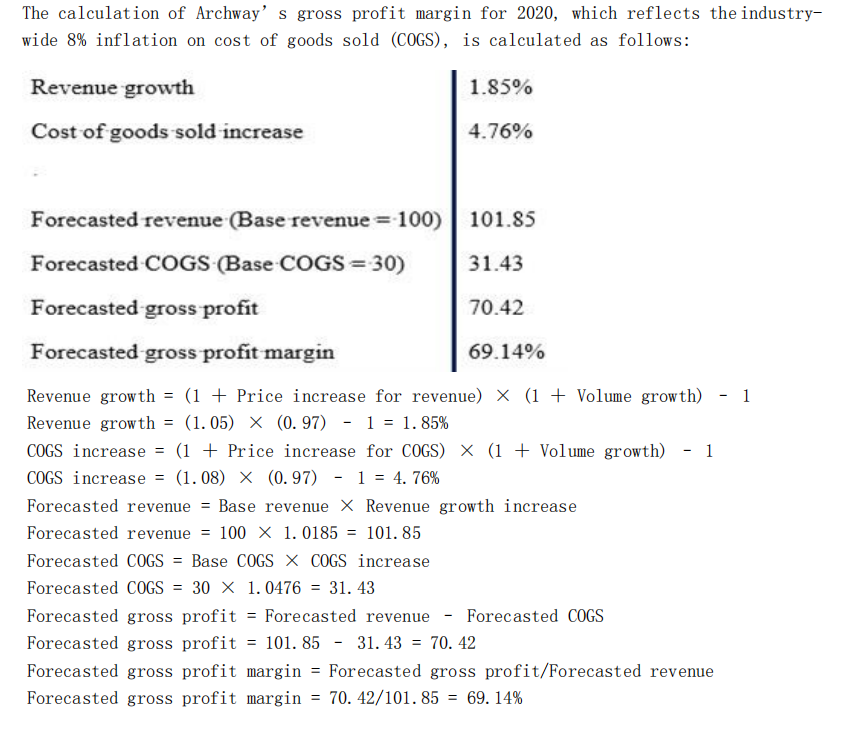 The calculation of Archway's gross profit margin for 2020, which reflects the industry-
wide 8% inflation on cost of goods sold (COGS), is calculated as follows:
Revenue growth 1.85%
Cost of goods sold increase 4.76%
.
Forecasted revenue (Base revenue = 100) 101.85
Forecasted COGS (Base COGS = 30) 31.43
Forecasted gross profit 70.42
Forecasted gross profit margin 69.14%
Revenue growth = (1 + Price increase for revenue) × (1 + Volume growth) - 1
Revenue growth = (1.05) × (0.97) - 1 = 1.85%
COGS increase = (1 + Price increase for COGS) × (1 + Volume growth) - 1
COGS increase = (1.08) × (0.97) - 1 = 4.76%
Forecasted revenue = Base revenue × Revenue growth increase
Forecasted revenue = 100 × 1.0185 = 101.85
Forecasted COGS = Base COGS × COGS increase
Forecasted COGS = 30 × 1.0476 = 31.43
Forecasted gross profit = Forecasted revenue - Forecasted COGS
Forecasted gross profit = 101.85 - 31.43 = 70.42
Forecasted gross profit margin = Forecasted gross profit/Forecasted revenue
Forecasted gross profit margin = 70.42/101.85 = 69.14%